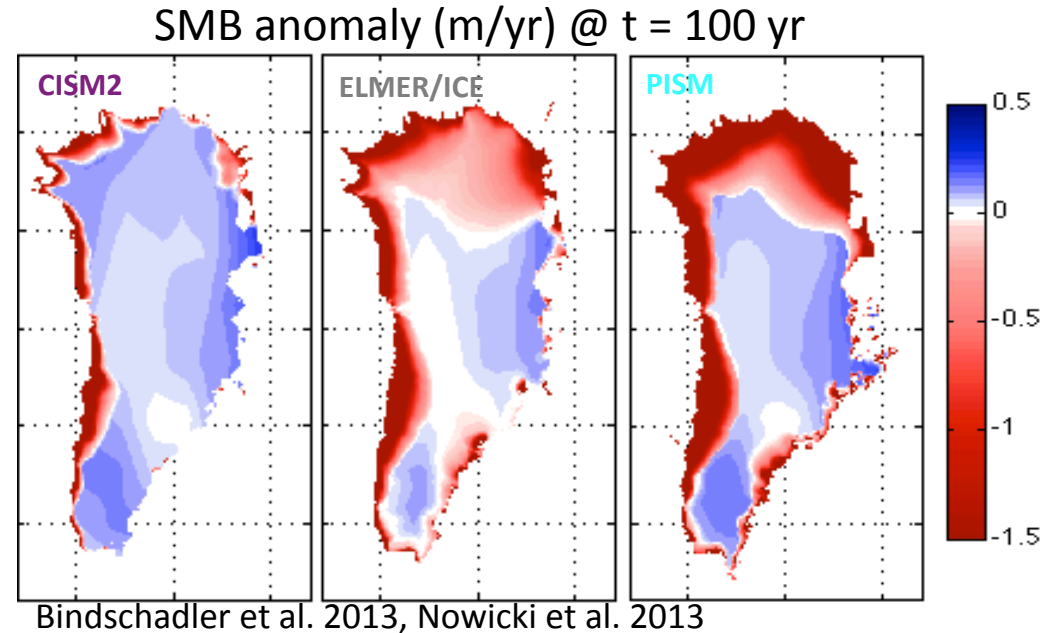 SMB anomaly (m/yr) @ t = 100 yr
CISM2 ELMER/ICE PISM
0.5
0
-0.5
-1
-1.5
Bindschadler et al. 2013, Nowicki et al. 2013